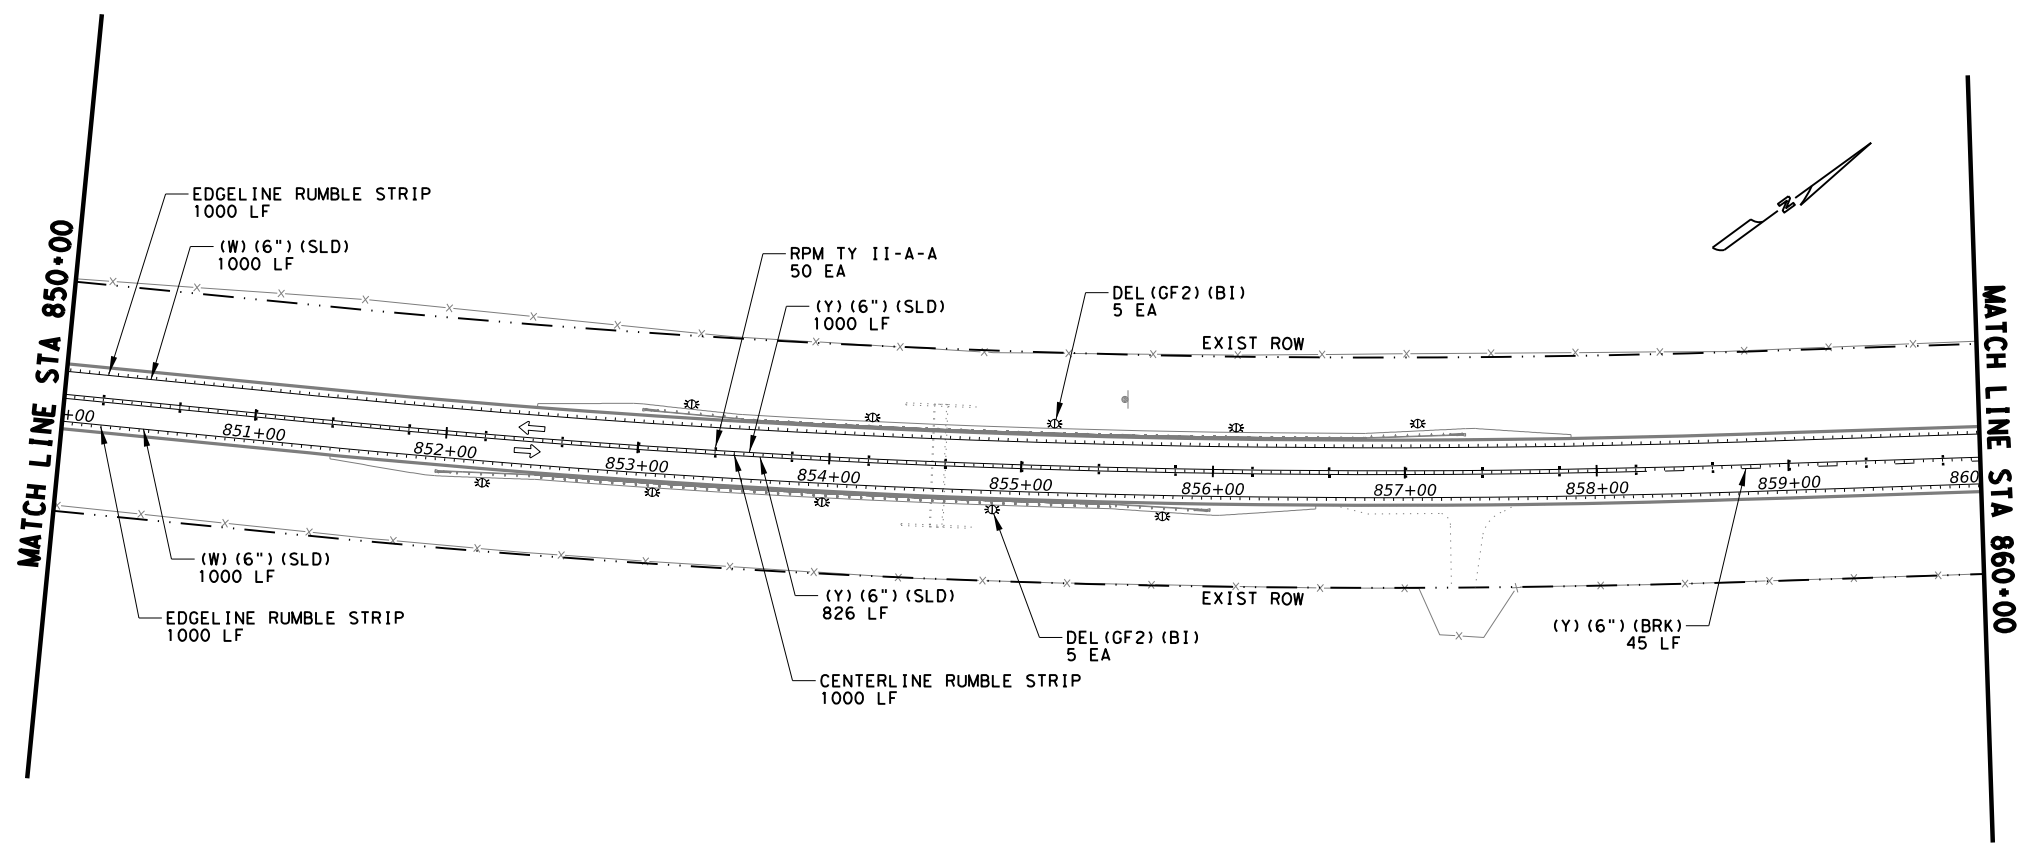 MATCH LINE STA 850+00
EDGELINE RUMBLE STRIP
1000 LF
(W)(6")(SLD)
1000 LF
RPM TY II-A-A
50 EA
(Y)(6")(SLD)
1000 LF
DEL(GF2)(BI)
5 EA
EXIST ROW
N
MATCH LINE STA 860+00
+00
851+00
852+00
853+00
854+00
855+00
856+00
857+00
858+00
859+00
860
(W)(6")(SLD)
1000 LF
EDGELINE RUMBLE STRIP
1000 LF
(Y)(6")(SLD)
826 LF
CENTERLINE RUMBLE STRIP
1000 LF
DEL(GF2)(BI)
5 EA
EXIST ROW
(Y)(6")(BRK)
45 LF